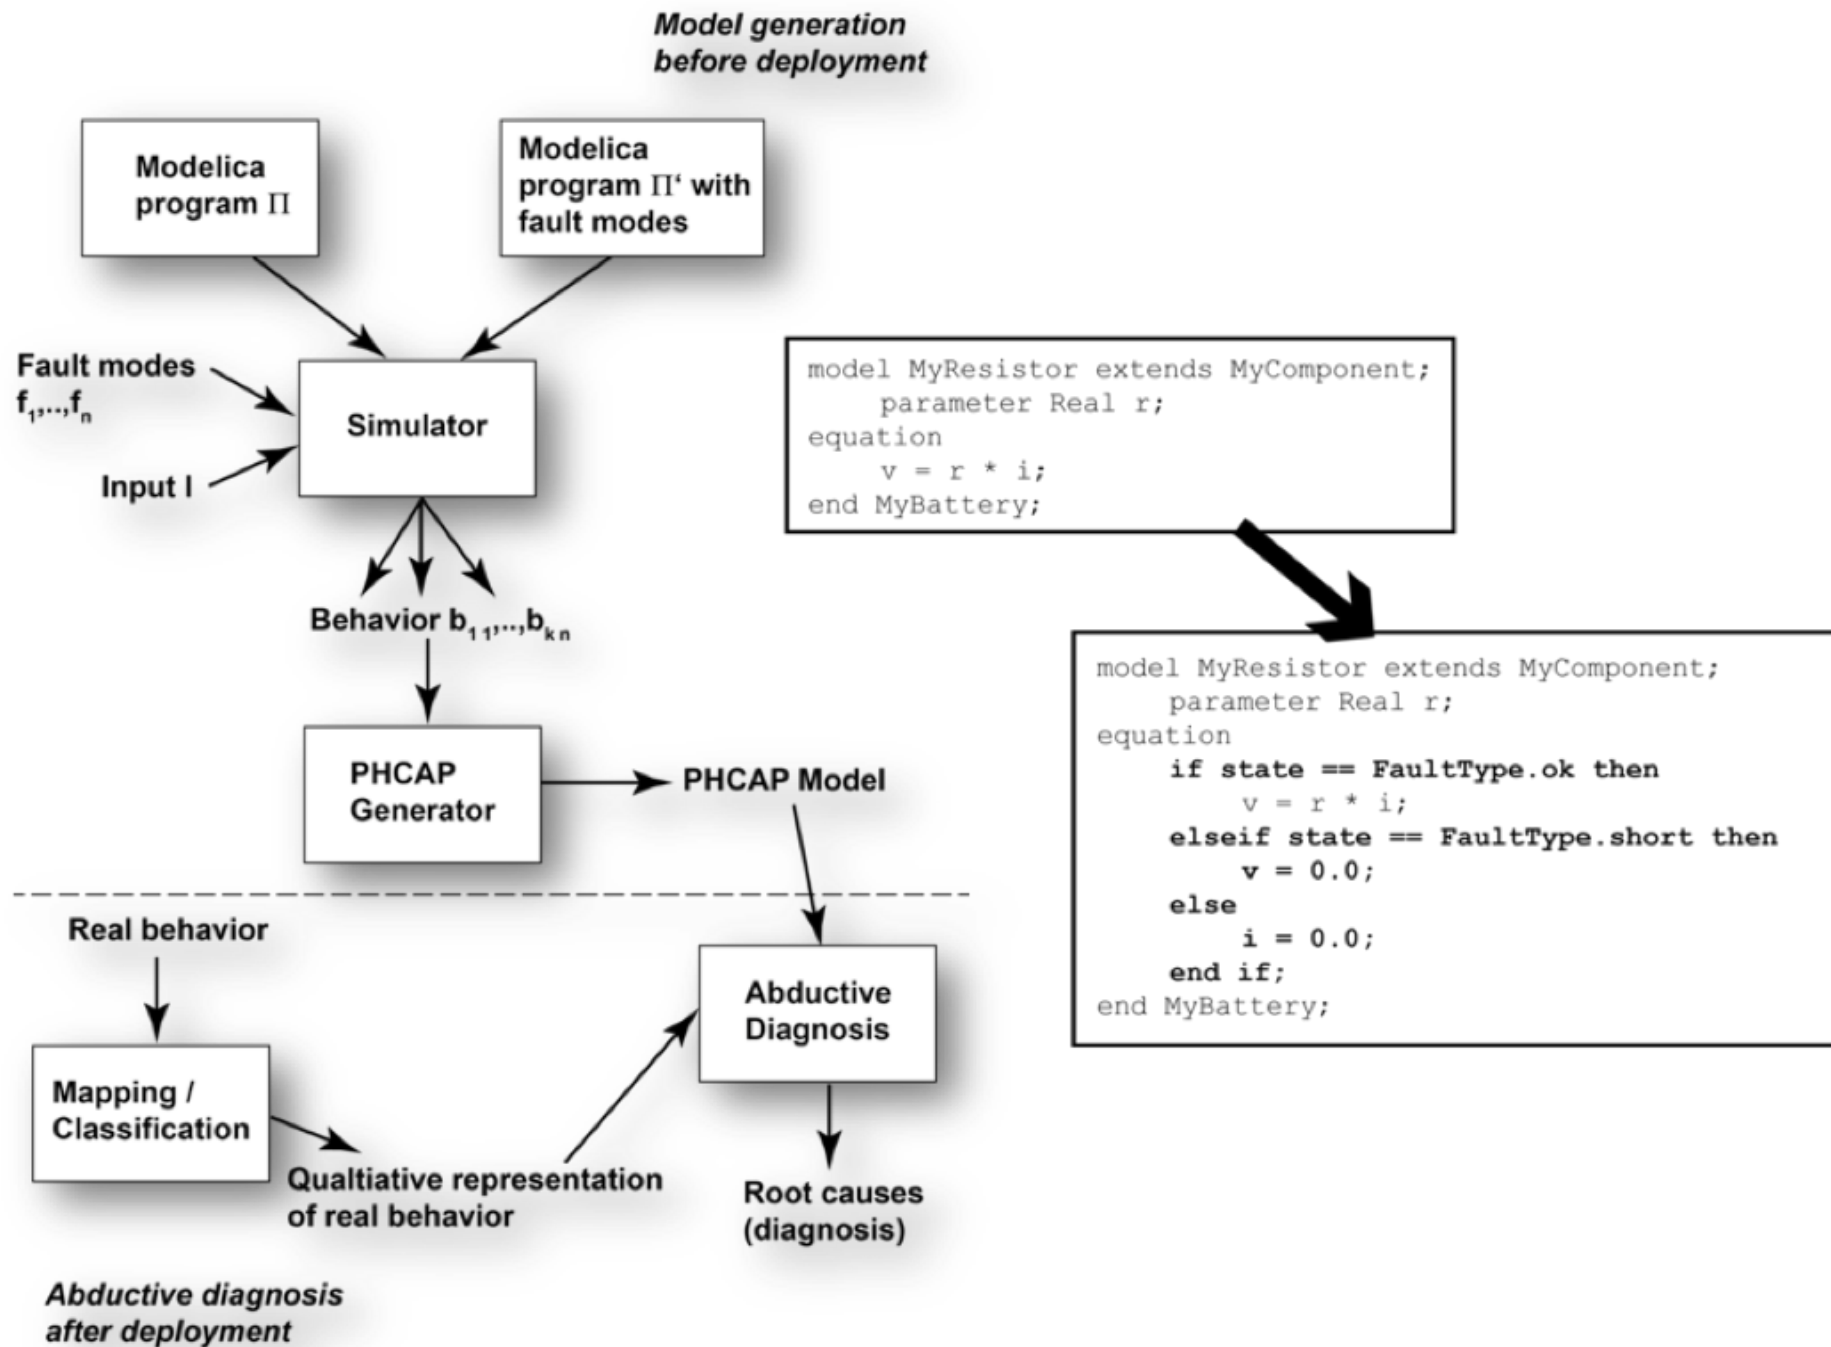 Model generation
before deployment
Modelica
program Π
Modelica
program Π‘ with
fault modes
Fault modes
f1,..,fn
Input I
Simulator
Behavior b11,..,bkn
PHCAP
Generator
PHCAP Model
Real behavior
Mapping /
Classification
Qualtiative representation
of real behavior
Abductive
Diagnosis
Root causes
(diagnosis)
Abductive diagnosis
after deployment
model MyResistor extends MyComponent;
parameter Real r;
equation
v = r * i;
end MyBattery;
model MyResistor extends MyComponent;
parameter Real r;
equation
if state == FaultType.ok then
v = r * i;
elseif state == FaultType.short then
v = 0.0;
else
i = 0.0;
end if;
end MyBattery;